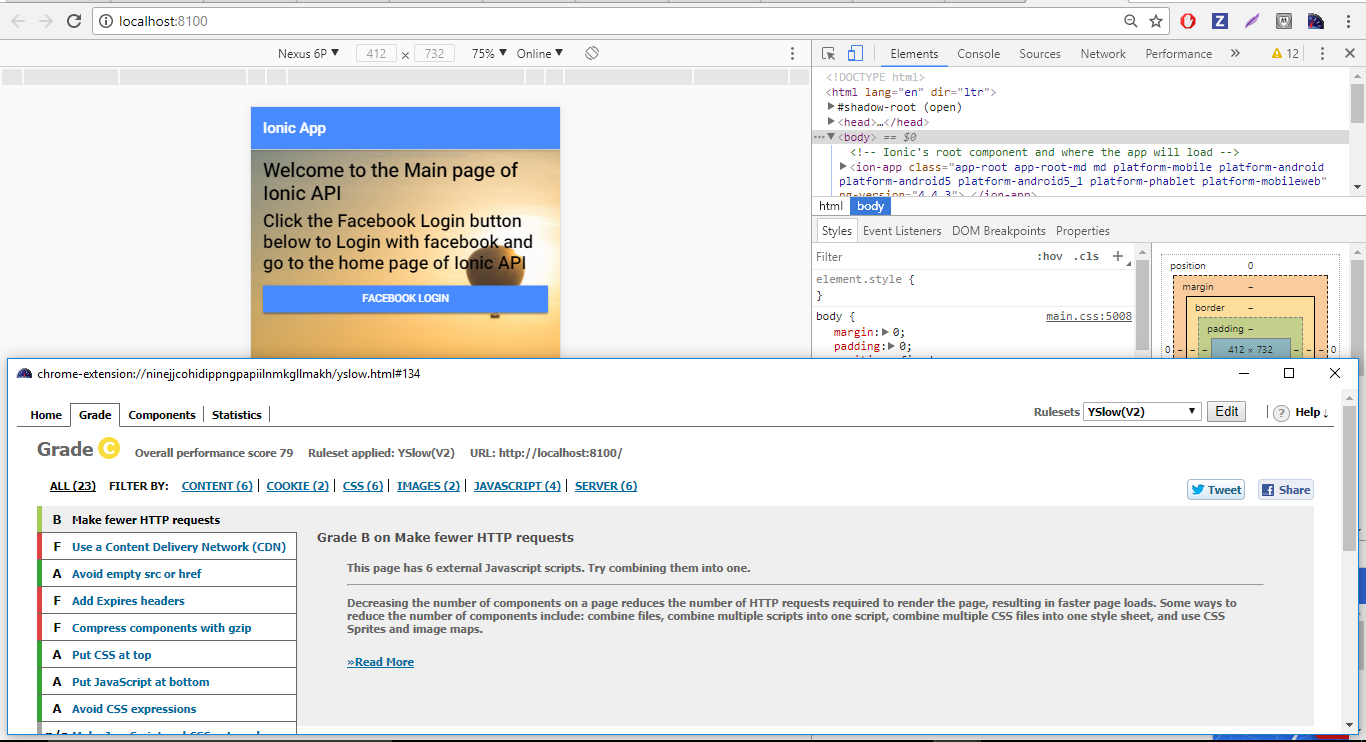 localhost:8100
Nexus 6P ▼ 412 × 732 75% ▼ Online ▼
Elements Console Sources Network Performance » 12
<!DOCTYPE html>
<html lang="en" dir="ltr">
▶#shadow-root (open)
▶<head>…</head>
···▼<body> == $0
<!-- Ionic's root component and where the app will load -->
▶<ion-app class="app-root app-root-md md platform-mobile platform-android
platform-android5 platform-android5_1 platform-phablet platform-mobileweb"
ng-version="4.4.3"> </ion-app>
html body
Styles Event Listeners DOM Breakpoints Properties
Filter :hov .cls +
element.style {
}
body { main.css:5008
margin:▶ 0;
padding:▶ 0;
position 0
margin –
border –
padding –
0 – – – 412 × 732 – – – 0
Ionic App
Welcome to the Main page of
Ionic API
Click the Facebook Login button
below to Login with facebook and
go to the home page of Ionic API
FACEBOOK LOGIN
chrome-extension://ninejjcohidippngpapiilnmkgllmakh/yslow.html#134
Home Grade Components Statistics
Rulesets YSlow(V2) ▼ Edit ? Help ↓
Grade C Overall performance score 79 Ruleset applied: YSlow(V2) URL: http://localhost:8100/
ALL (23) FILTER BY: CONTENT (6) | COOKIE (2) | CSS (6) | IMAGES (2) | JAVASCRIPT (4) | SERVER (6)
Tweet Share
B Make fewer HTTP requests
F Use a Content Delivery Network (CDN)
A Avoid empty src or href
F Add Expires headers
F Compress components with gzip
A Put CSS at top
A Put JavaScript at bottom
A Avoid CSS expressions
Grade B on Make fewer HTTP requests
This page has 6 external Javascript scripts. Try combining them into one.
Decreasing the number of components on a page reduces the number of HTTP requests required to render the page, resulting in faster page loads. Some ways to
reduce the number of components include: combine files, combine multiple scripts into one script, combine multiple CSS files into one style sheet, and use CSS
Sprites and image maps.
»Read More